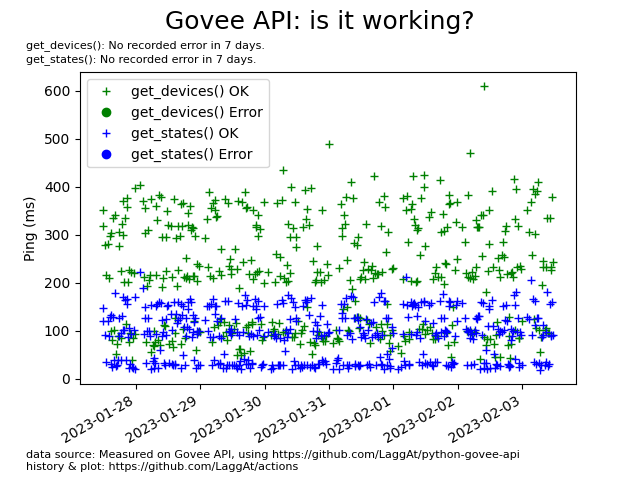 Govee API: is it working?
get_devices(): No recorded error in 7 days.
get_states(): No recorded error in 7 days.
get_devices() OK
get_devices() Error
get_states() OK
get_states() Error
Ping (ms)
600
500
400
300
200
100
0
2023-01-28
2023-01-29
2023-01-30
2023-01-31
2023-02-01
2023-02-02
2023-02-03
data source: Measured on Govee API, using https://github.com/LaggAt/python-govee-api
history & plot: https://github.com/LaggAt/actions